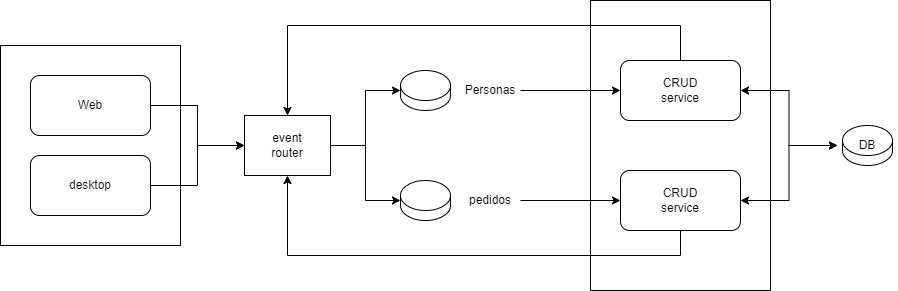 Web
desktop
event
router
Personas
pedidos
CRUD
service
CRUD
service
DB